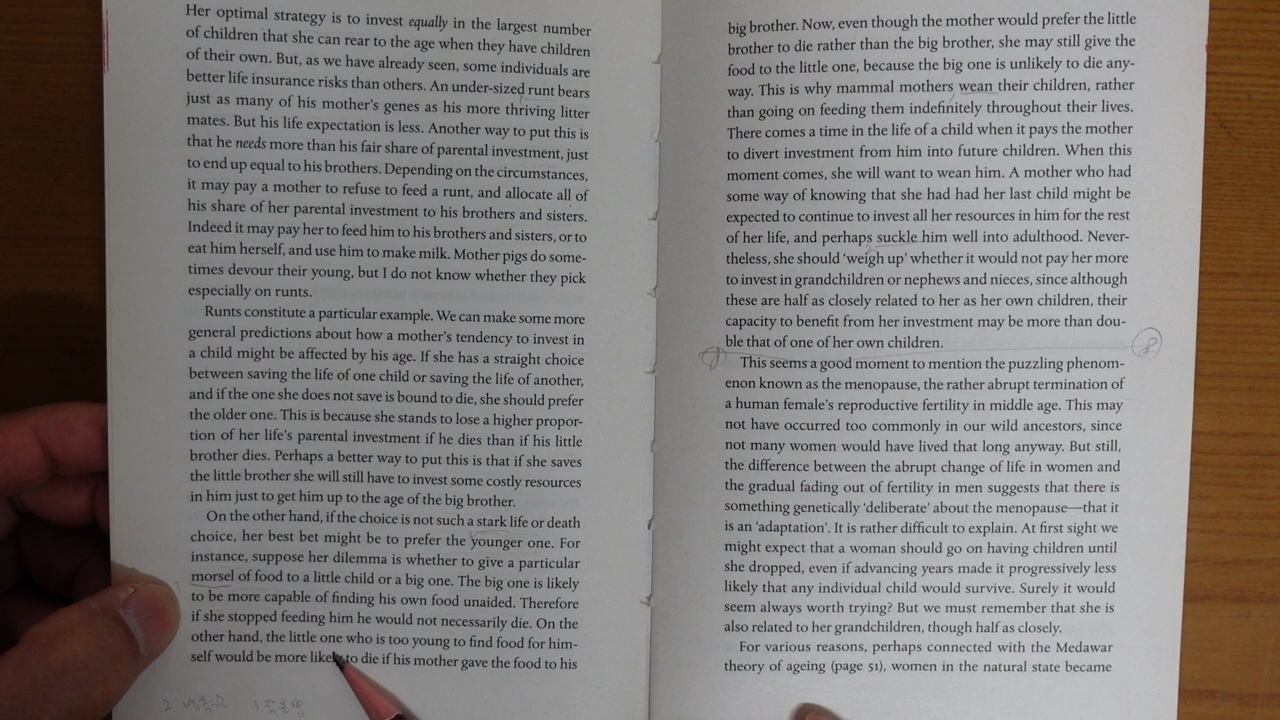 Her optimal strategy is to invest equally in the largest number
of children that she can rear to the age when they have children
of their own. But, as we have already seen, some individuals are
better life insurance risks than others. An under-sized runt bears
just as many of his mother's genes as his more thriving litter
mates. But his life expectation is less. Another way to put this is
that he needs more than his fair share of parental investment, just
to end up equal to his brothers. Depending on the circumstances,
it may pay a mother to refuse to feed a runt, and allocate all of
his share of her parental investment to his brothers and sisters.
Indeed it may pay her to feed him to his brothers and sisters, or to
eat him herself, and use him to make milk. Mother pigs do some-
times devour their young, but I do not know whether they pick
especially on runts.
Runts constitute a particular example. We can make some more
general predictions about how a mother's tendency to invest in
a child might be affected by his age. If she has a straight choice
between saving the life of one child or saving the life of another,
and if the one she does not save is bound to die, she should prefer
the older one. This is because she stands to lose a higher propor-
tion of her life's parental investment if he dies than if his little
brother dies. Perhaps a better way to put this is that if she saves
the little brother she will still have to invest some costly resources
in him just to get him up to the age of the big brother.
On the other hand, if the choice is not such a stark life or death
choice, her best bet might be to prefer the younger one. For
instance, suppose her dilemma is whether to give a particular
morsel of food to a little child or a big one. The big one is likely
to be more capable of finding his own food unaided. Therefore
if she stopped feeding him he would not necessarily die. On the
other hand, the little one who is too young to find food for him-
self would be more likely to die if his mother gave the food to his
big brother. Now, even though the mother would prefer the little
brother to die rather than the big brother, she may still give the
food to the little one, because the big one is unlikely to die any-
way. This is why mammal mothers wean their children, rather
than going on feeding them indefinitely throughout their lives.
There comes a time in the life of a child when it pays the mother
to divert investment from him into future children. When this
moment comes, she will want to wean him. A mother who had
some way of knowing that she had had her last child might be
expected to continue to invest all her resources in him for the rest
of her life, and perhaps suckle him well into adulthood. Never-
theless, she should 'weigh up' whether it would not pay her more
to invest in grandchildren or nephews and nieces, since although
these are half as closely related to her as her own children, their
capacity to benefit from her investment may be more than dou-
ble that of one of her own children.
This seems a good moment to mention the puzzling phenom-
enon known as the menopause, the rather abrupt termination of
a human female's reproductive fertility in middle age. This may
not have occurred too commonly in our wild ancestors, since
not many women would have lived that long anyway. But still,
the difference between the abrupt change of life in women and
the gradual fading out of fertility in men suggests that there is
something genetically 'deliberate' about the menopause—that it
is an 'adaptation'. It is rather difficult to explain. At first sight we
might expect that a woman should go on having children until
she dropped, even if advancing years made it progressively less
likely that any individual child would survive. Surely it would
seem always worth trying? But we must remember that she is
also related to her grandchildren, though half as closely.
For various reasons, perhaps connected with the Medawar
theory of ageing (page 51), women in the natural state became